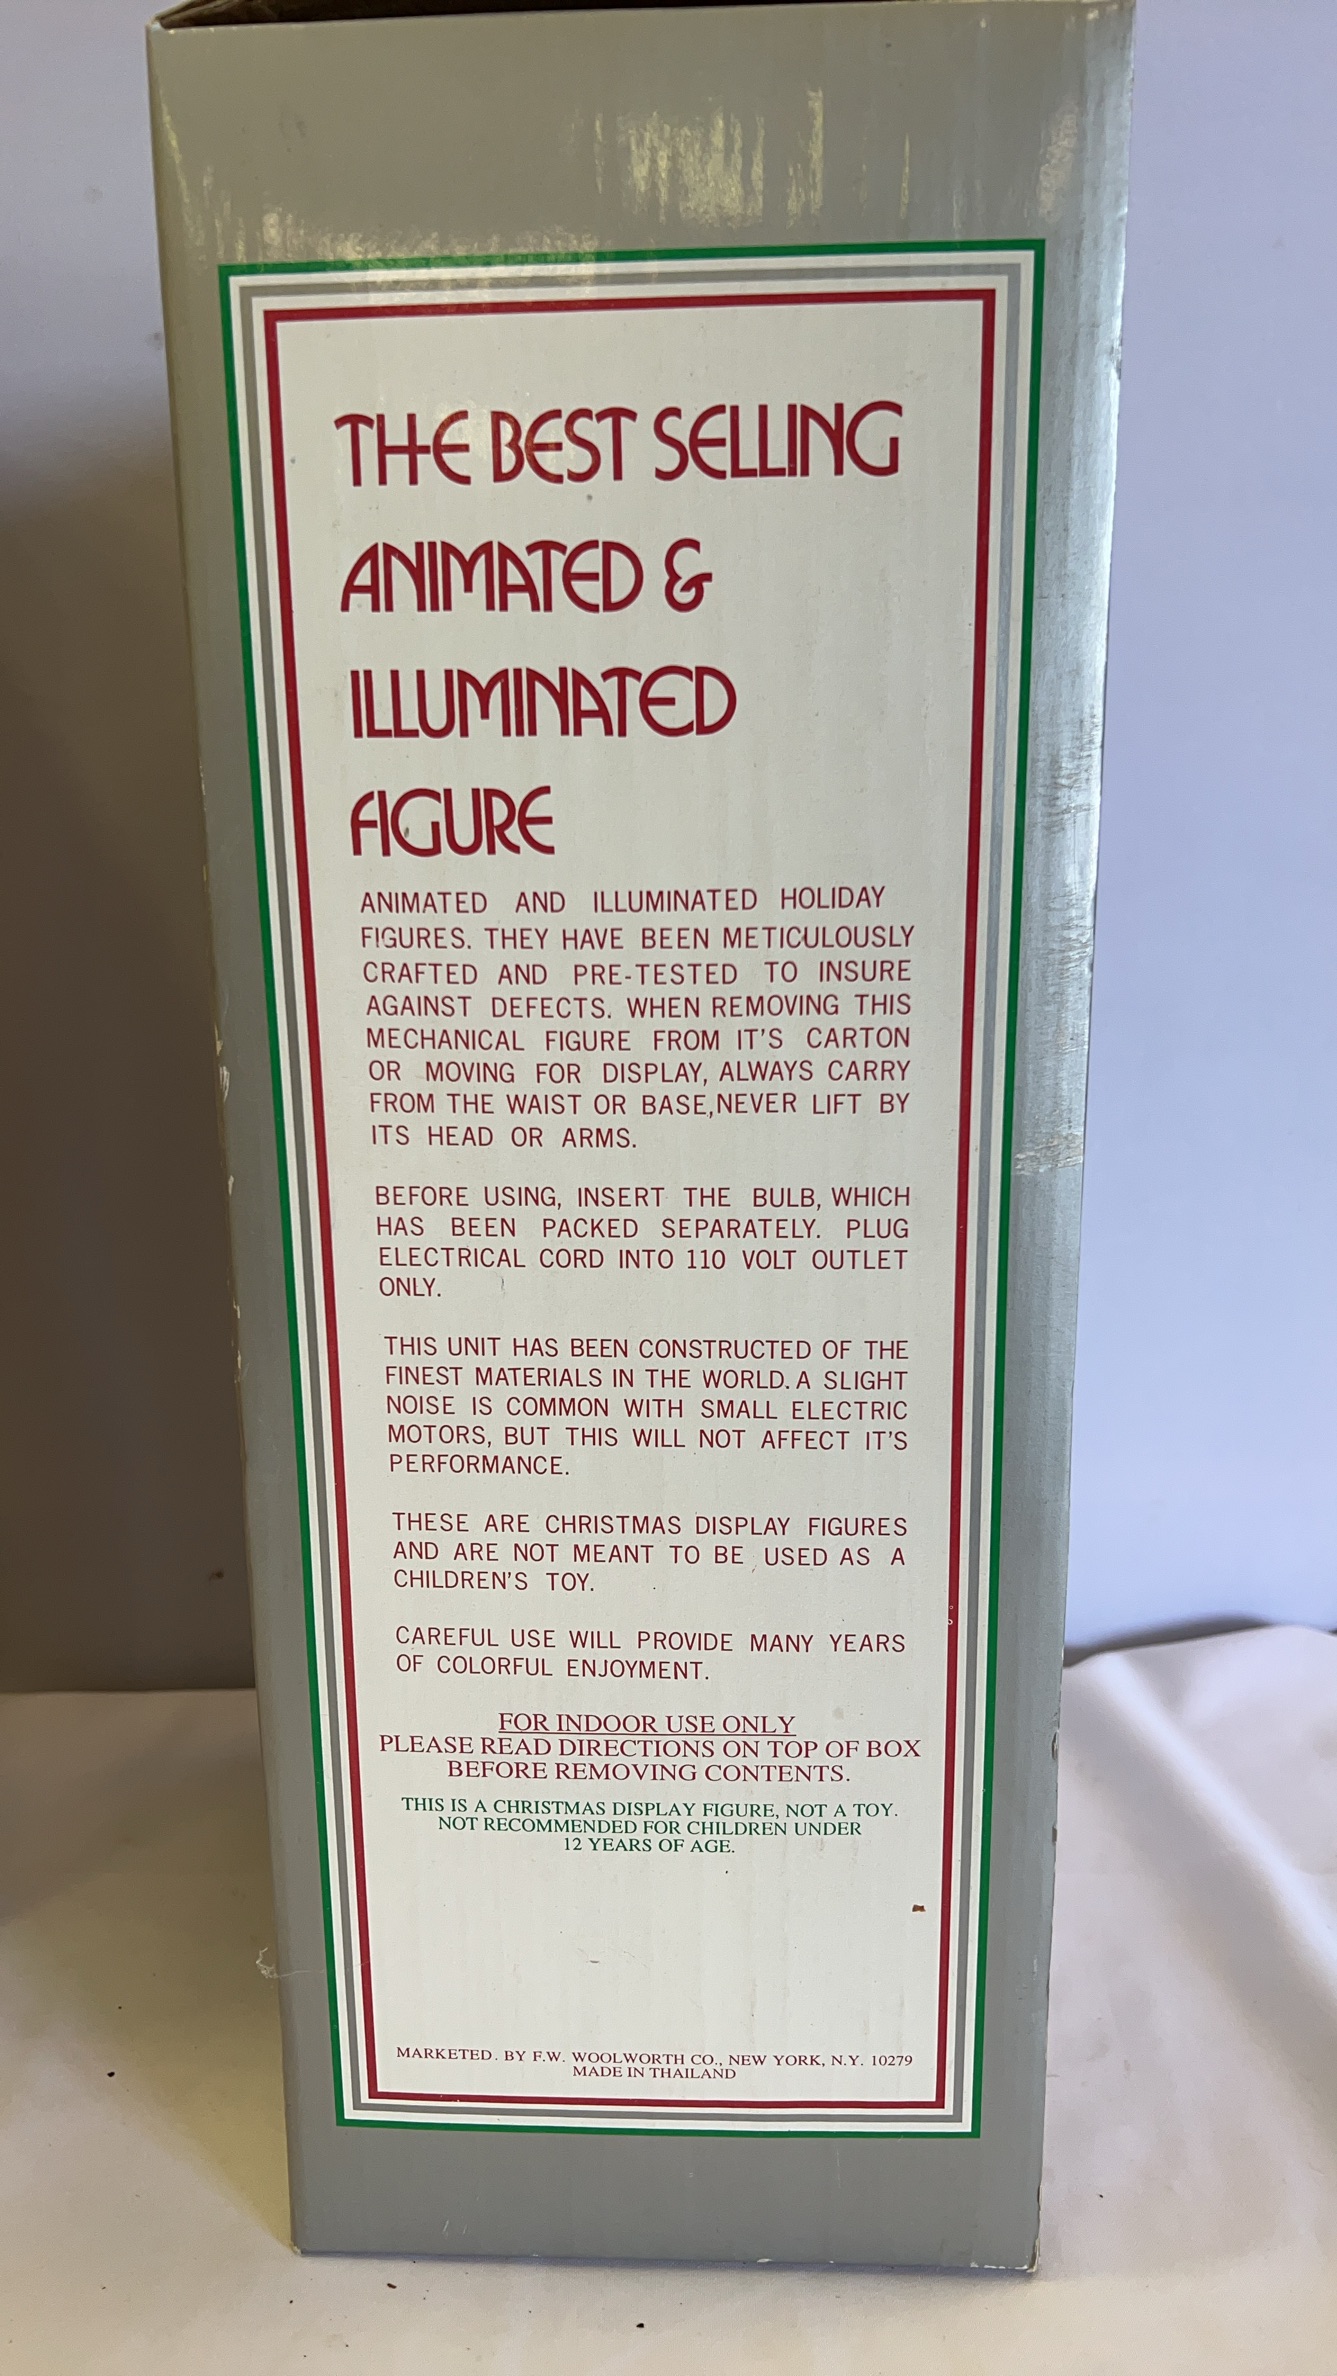 THE BEST SELLING
ANIMATED &
ILLUMINATED
FIGURE
ANIMATED AND ILLUMINATED HOLIDAY
FIGURES. THEY HAVE BEEN METICULOUSLY
CRAFTED AND PRE-TESTED TO INSURE
AGAINST DEFECTS. WHEN REMOVING THIS
MECHANICAL FIGURE FROM IT'S CARTON
OR MOVING FOR DISPLAY, ALWAYS CARRY
FROM THE WAIST OR BASE,NEVER LIFT BY
ITS HEAD OR ARMS.
BEFORE USING, INSERT THE BULB, WHICH
HAS BEEN PACKED SEPARATELY. PLUG
ELECTRICAL CORD INTO 110 VOLT OUTLET
ONLY.
THIS UNIT HAS BEEN CONSTRUCTED OF THE
FINEST MATERIALS IN THE WORLD. A SLIGHT
NOISE IS COMMON WITH SMALL ELECTRIC
MOTORS, BUT THIS WILL NOT AFFECT IT'S
PERFORMANCE.
THESE ARE CHRISTMAS DISPLAY FIGURES
AND ARE NOT MEANT TO BE USED AS A
CHILDREN'S TOY.
CAREFUL USE WILL PROVIDE MANY YEARS
OF COLORFUL ENJOYMENT.
FOR INDOOR USE ONLY
PLEASE READ DIRECTIONS ON TOP OF BOX
BEFORE REMOVING CONTENTS.
THIS IS A CHRISTMAS DISPLAY FIGURE, NOT A TOY.
NOT RECOMMENDED FOR CHILDREN UNDER
12 YEARS OF AGE.
MARKETED. BY F.W. WOOLWORTH CO., NEW YORK, N.Y. 10279
MADE IN THAILAND